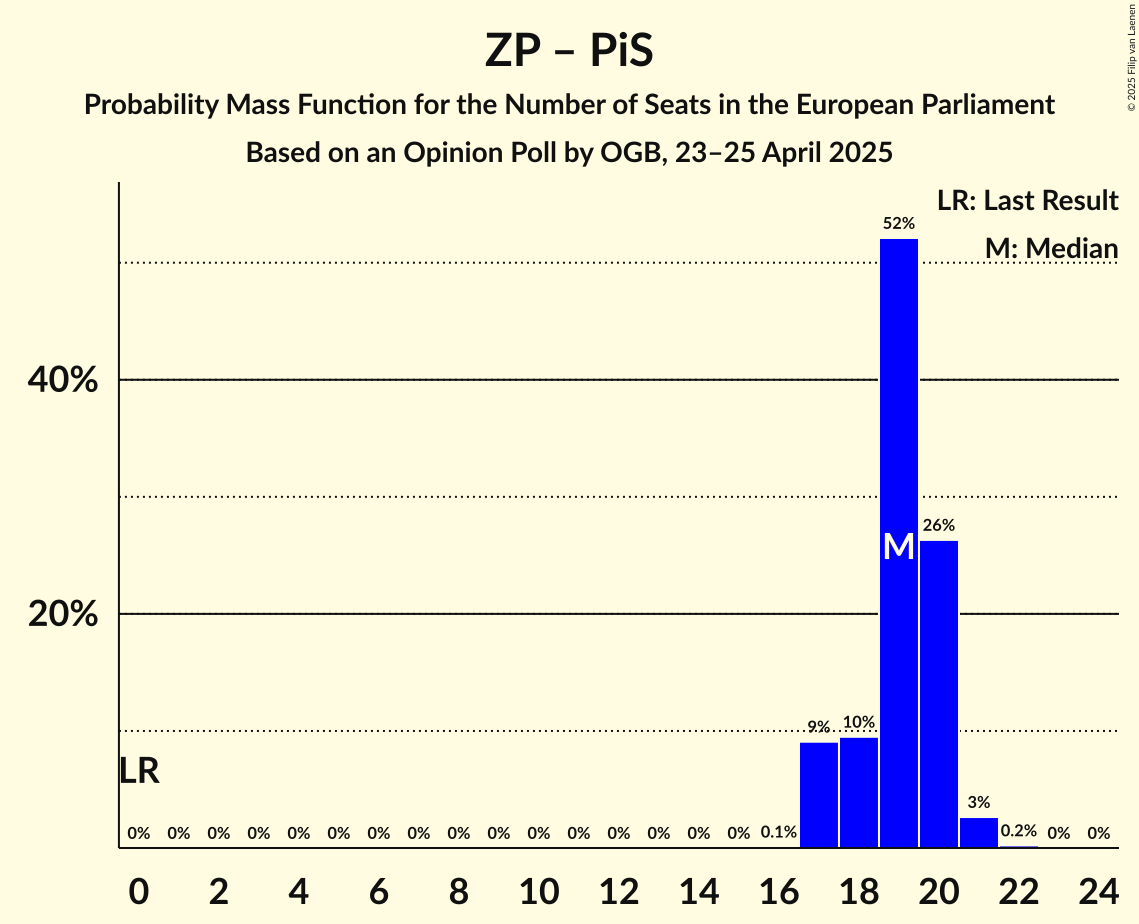 ZP – PiS
Probability Mass Function for the Number of Seats in the European Parliament
Based on an Opinion Poll by OGB, 23–25 April 2025
© 2025 Filip van Laenen
LR: Last Result
M: Median
52%
40%
M
26%
20%
9% 10%
LR
3%
0% 0% 0% 0% 0% 0% 0% 0% 0% 0% 0% 0% 0% 0% 0% 0% 0.1% 0.2% 0% 0%
0 2 4 6 8 10 12 14 16 18 20 22 24